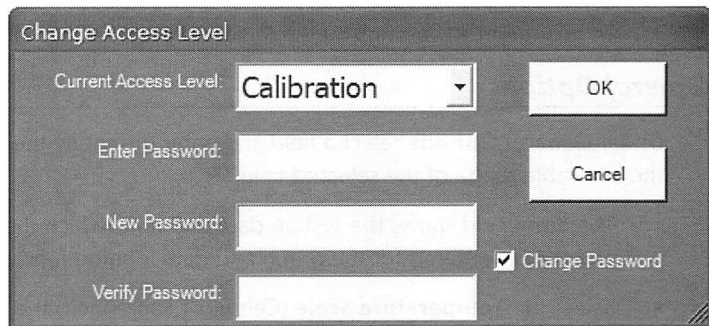 Change Access Level
Current Access Level: Calibration
OK
Enter Password:
Cancel
New Password:
Change Password
Verify Password: